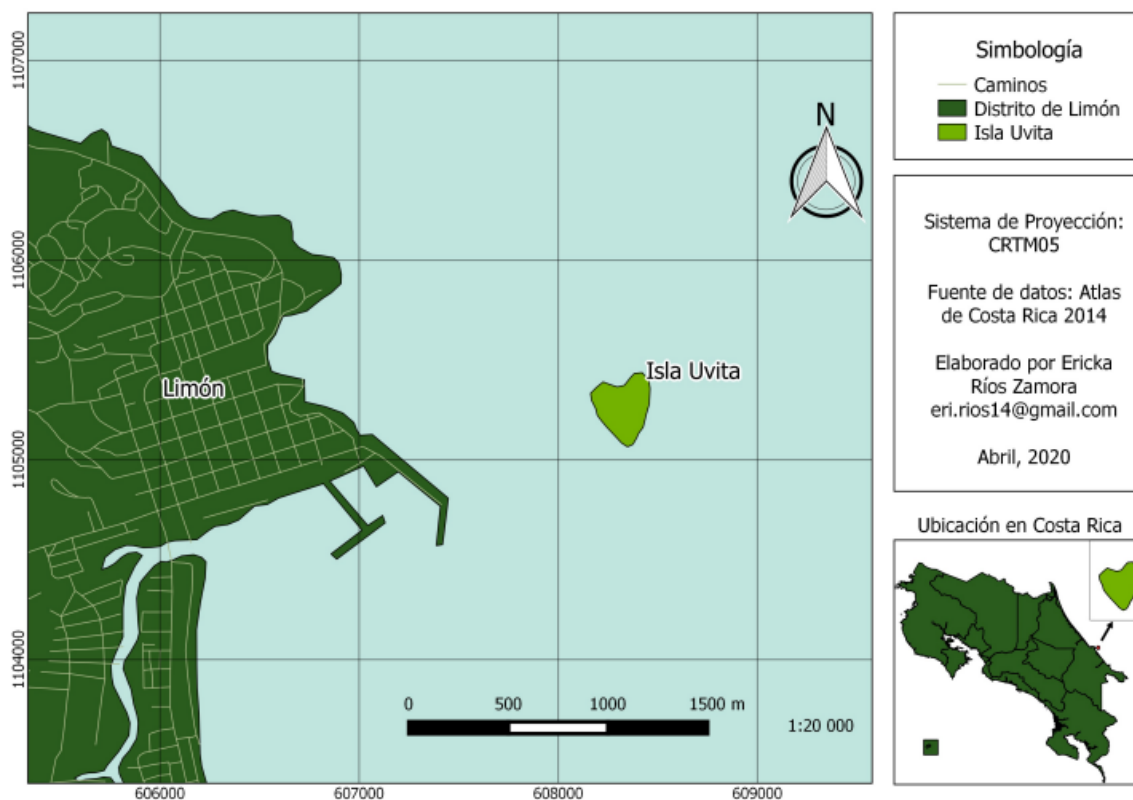 1107000
1106000
1105000
1104000
606000
607000
608000
609000
N
Limón
Isla Uvita
0 500 1000 1500 m
1:20 000
Simbología
Caminos
Distrito de Limón
Isla Uvita
Sistema de Proyección:
CRTM05
Fuente de datos: Atlas
de Costa Rica 2014
Elaborado por Ericka
Ríos Zamora
eri.rios14@gmail.com
Abril, 2020
Ubicación en Costa Rica